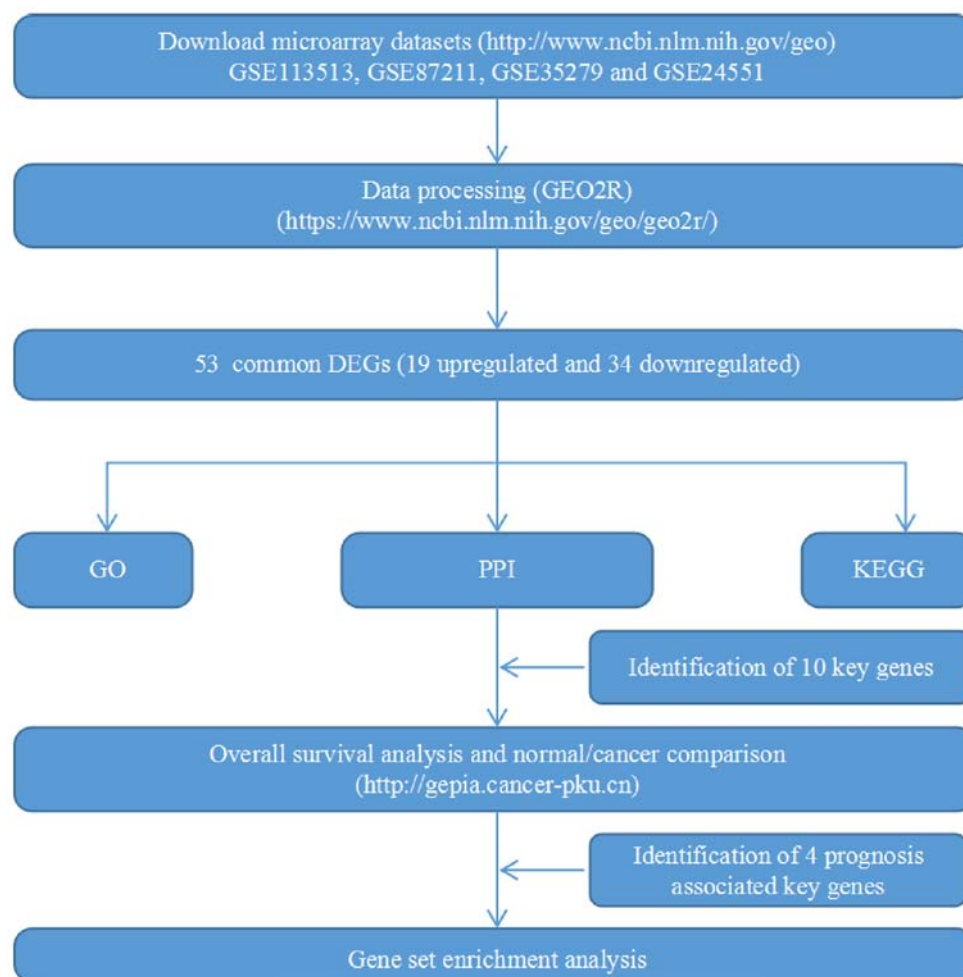 Download microarray datasets (http://www.ncbi.nlm.nih.gov/geo)
GSE113513, GSE87211, GSE35279 and GSE24551
Data processing (GEO2R)
(https://www.ncbi.nlm.nih.gov/geo/geo2r/)
53 common DEGs (19 upregulated and 34 downregulated)
GO
PPI
KEGG
Identification of 10 key genes
Overall survival analysis and normal/cancer comparison
(http://gepia.cancer-pku.cn)
Identification of 4 prognosis
associated key genes
Gene set enrichment analysis